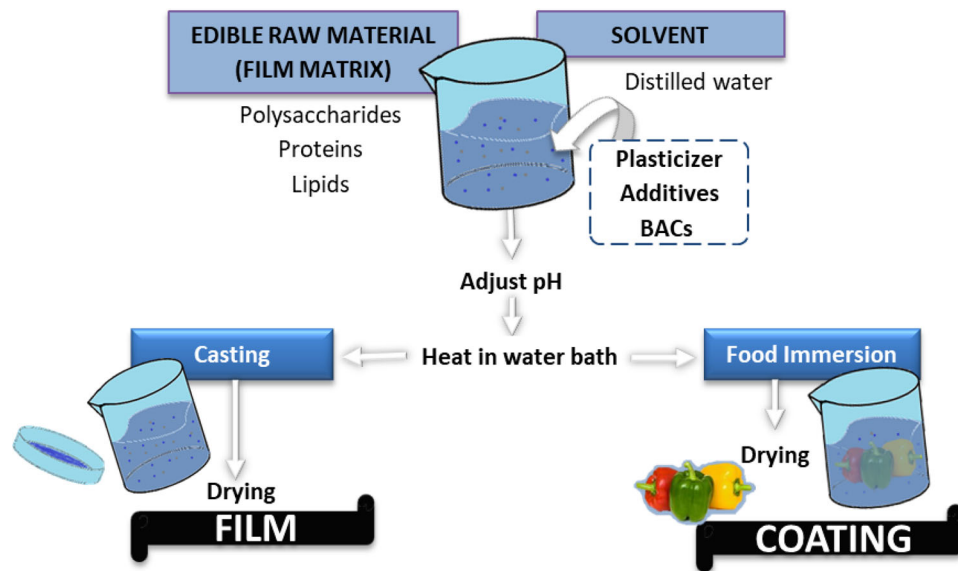 EDIBLE RAW MATERIAL
(FILM MATRIX)
SOLVENT
Polysaccharides
Proteins
Lipids
Distilled water
Plasticizer
Additives
BACs
Adjust pH
Casting
Heat in water bath
Food Immersion
Drying
FILM
Drying
COATING